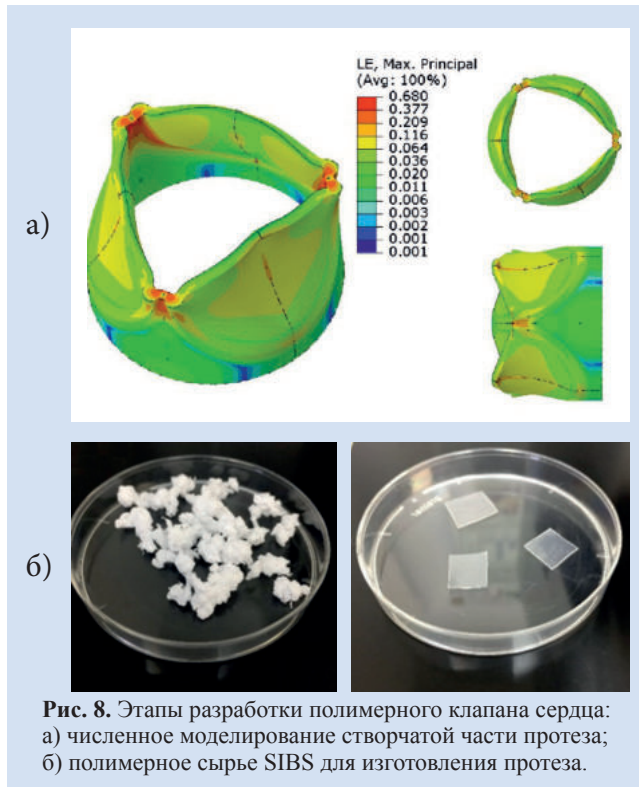 а)
LE, Max. Principal
(Avg: 100%)
0.680
0.377
0.209
0.116
0.064
0.036
0.020
0.011
0.006
0.003
0.002
0.001
0.001
б)
Рис. 8. Этапы разработки полимерного клапана сердца:
а) численное моделирование створчатой части протеза;
б) полимерное сырье SIBS для изготовления протеза.